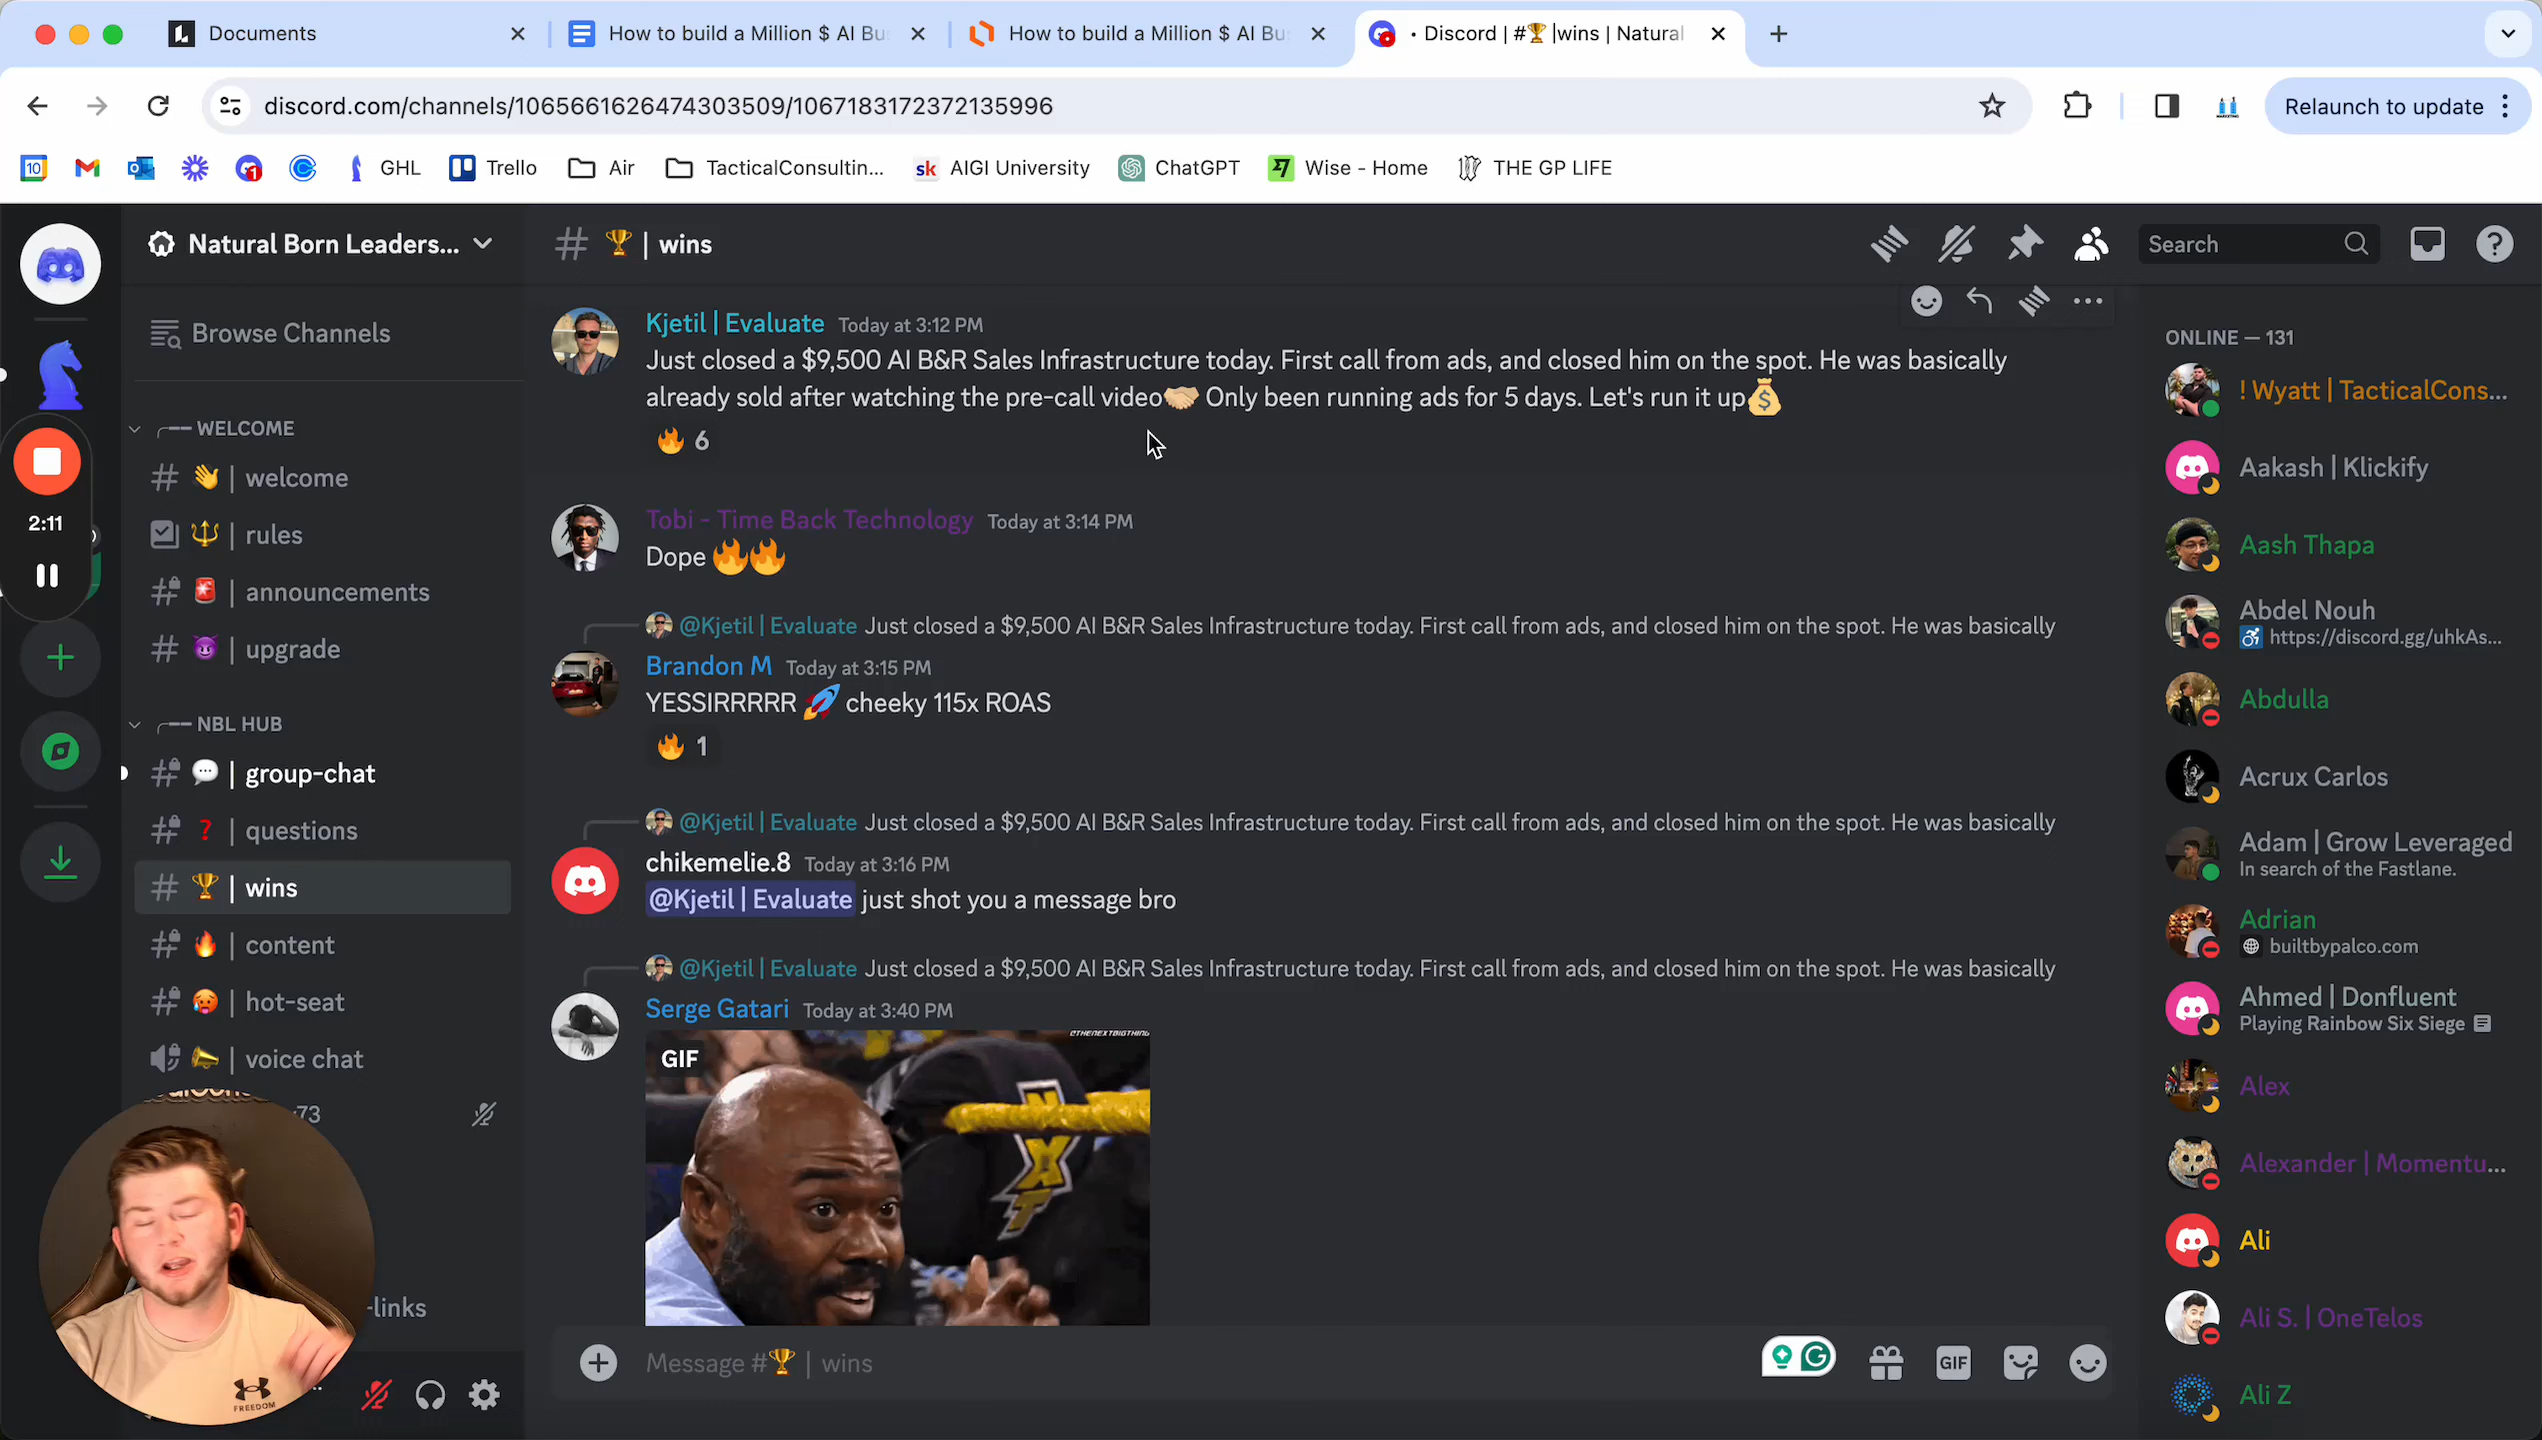 Documents
How to build a Million $ AI Bu
How to build a Million $ AI Bu
• Discord | #🏆 |wins | Natural
discord.com/channels/1065661626474303509/1067183172372135996
Relaunch to update
10
1
GHL
Trello
Air
TacticalConsultin...
sk AIGI University
ChatGPT
Wise - Home
THE GP LIFE
Natural Born Leaders...
🏆 | wins
Search
Browse Channels
WELCOME
👋 | welcome
🔱 | rules
🚨 | announcements
😈 | upgrade
2:11
NBL HUB
💬 | group-chat
❓ | questions
🏆 | wins
🔥 | content
🥵 | hot-seat
📣 | voice chat
73
-links
FREEDOM
Kjetil | Evaluate Today at 3:12 PM
Just closed a $9,500 AI B&R Sales Infrastructure today. First call from ads, and closed him on the spot. He was basically
already sold after watching the pre-call video🤝 Only been running ads for 5 days. Let's run it up💰
🔥 6
Tobi - Time Back Technology Today at 3:14 PM
Dope 🔥🔥
@Kjetil | Evaluate Just closed a $9,500 AI B&R Sales Infrastructure today. First call from ads, and closed him on the spot. He was basically
Brandon M Today at 3:15 PM
YESSIRRRRR 🚀 cheeky 115x ROAS
🔥 1
@Kjetil | Evaluate Just closed a $9,500 AI B&R Sales Infrastructure today. First call from ads, and closed him on the spot. He was basically
chikemelie.8 Today at 3:16 PM
@Kjetil | Evaluate just shot you a message bro
@Kjetil | Evaluate Just closed a $9,500 AI B&R Sales Infrastructure today. First call from ads, and closed him on the spot. He was basically
Serge Gatari Today at 3:40 PM
GIF
@THENEXTBIGTHING
NXT
Message #🏆 | wins
GIF
ONLINE — 131
! Wyatt | TacticalCons...
Aakash | Klickify
Aash Thapa
Abdel Nouh
https://discord.gg/uhkAs...
Abdulla
Acrux Carlos
Adam | Grow Leveraged
In search of the Fastlane.
Adrian
builtbypalco.com
Ahmed | Donfluent
Playing Rainbow Six Siege
Alex
Alexander | Momentu...
Ali
Ali S. | OneTelos
Ali Z